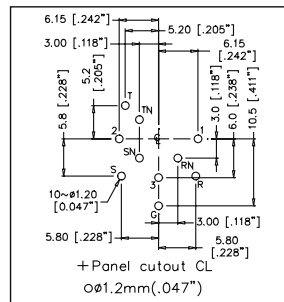 6.15 [.242"]
5.20 [.205"]
3.00 [.118"]
6.15
[.242"]
5.2
[.205"]
5.8 [.228"]
3.0 [.118"]
6.0 [.238"]
10.5 [.411"]
T
TN
2
1
SN
RN
S
3
R
G
10~ø1.20
[0.047"]
3.00 [.118"]
5.80 [.228"]
5.80
[.228"]
+Panel cutout CL
Oø1.2mm(.047")